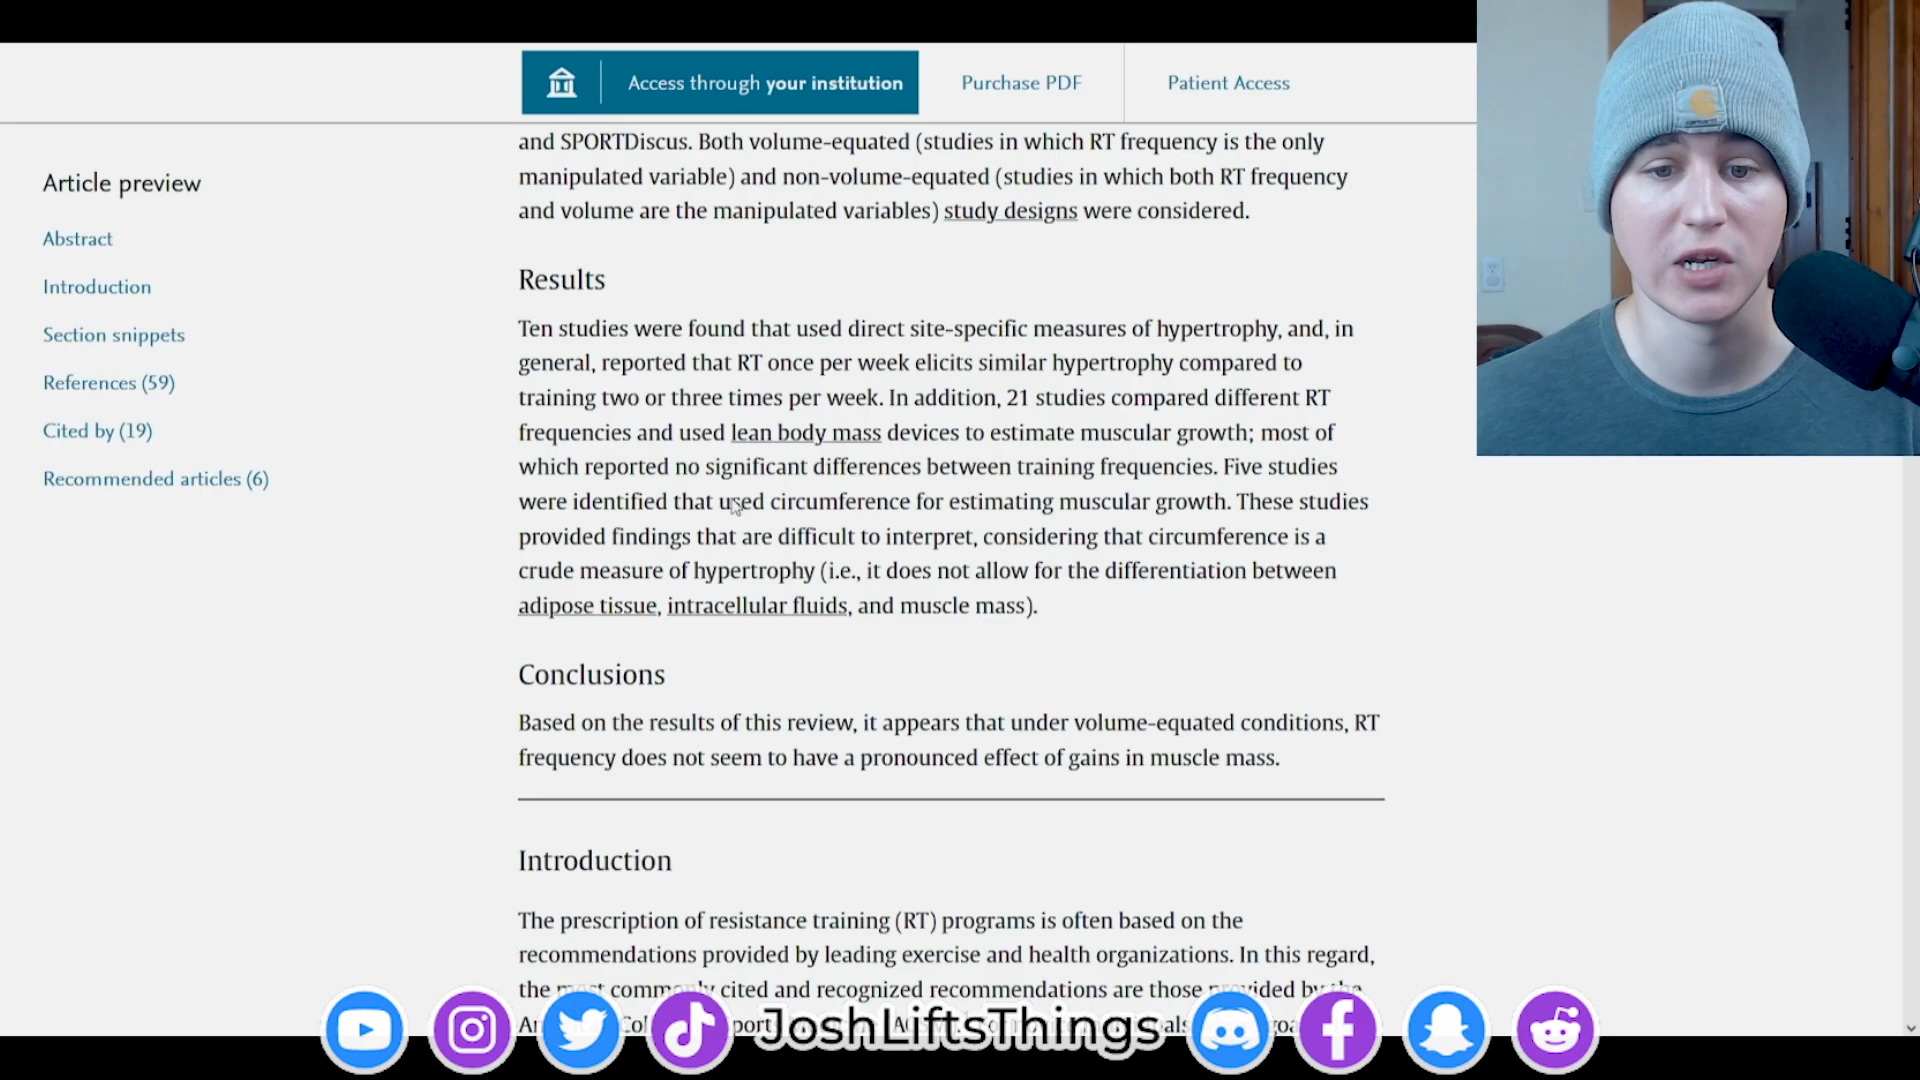 Access through your institution
Purchase PDF
Patient Access
Article preview
Abstract
Introduction
Section snippets
References (59)
Cited by (19)
Recommended articles (6)
and SPORTDiscus. Both volume-equated (studies in which RT frequency is the only
manipulated variable) and non-volume-equated (studies in which both RT frequency
and volume are the manipulated variables) study designs were considered.
Results
Ten studies were found that used direct site-specific measures of hypertrophy, and, in
general, reported that RT once per week elicits similar hypertrophy compared to
training two or three times per week. In addition, 21 studies compared different RT
frequencies and used lean body mass devices to estimate muscular growth; most of
which reported no significant differences between training frequencies. Five studies
were identified that used circumference for estimating muscular growth. These studies
provided findings that are difficult to interpret, considering that circumference is a
crude measure of hypertrophy (i.e., it does not allow for the differentiation between
adipose tissue, intracellular fluids, and muscle mass).
Conclusions
Based on the results of this review, it appears that under volume-equated conditions, RT
frequency does not seem to have a pronounced effect of gains in muscle mass.
Introduction
The prescription of resistance training (RT) programs is often based on the
recommendations provided by leading exercise and health organizations. In this regard,
the most commonly cited and recognized recommendations are those provided by the
JoshLiftsThings